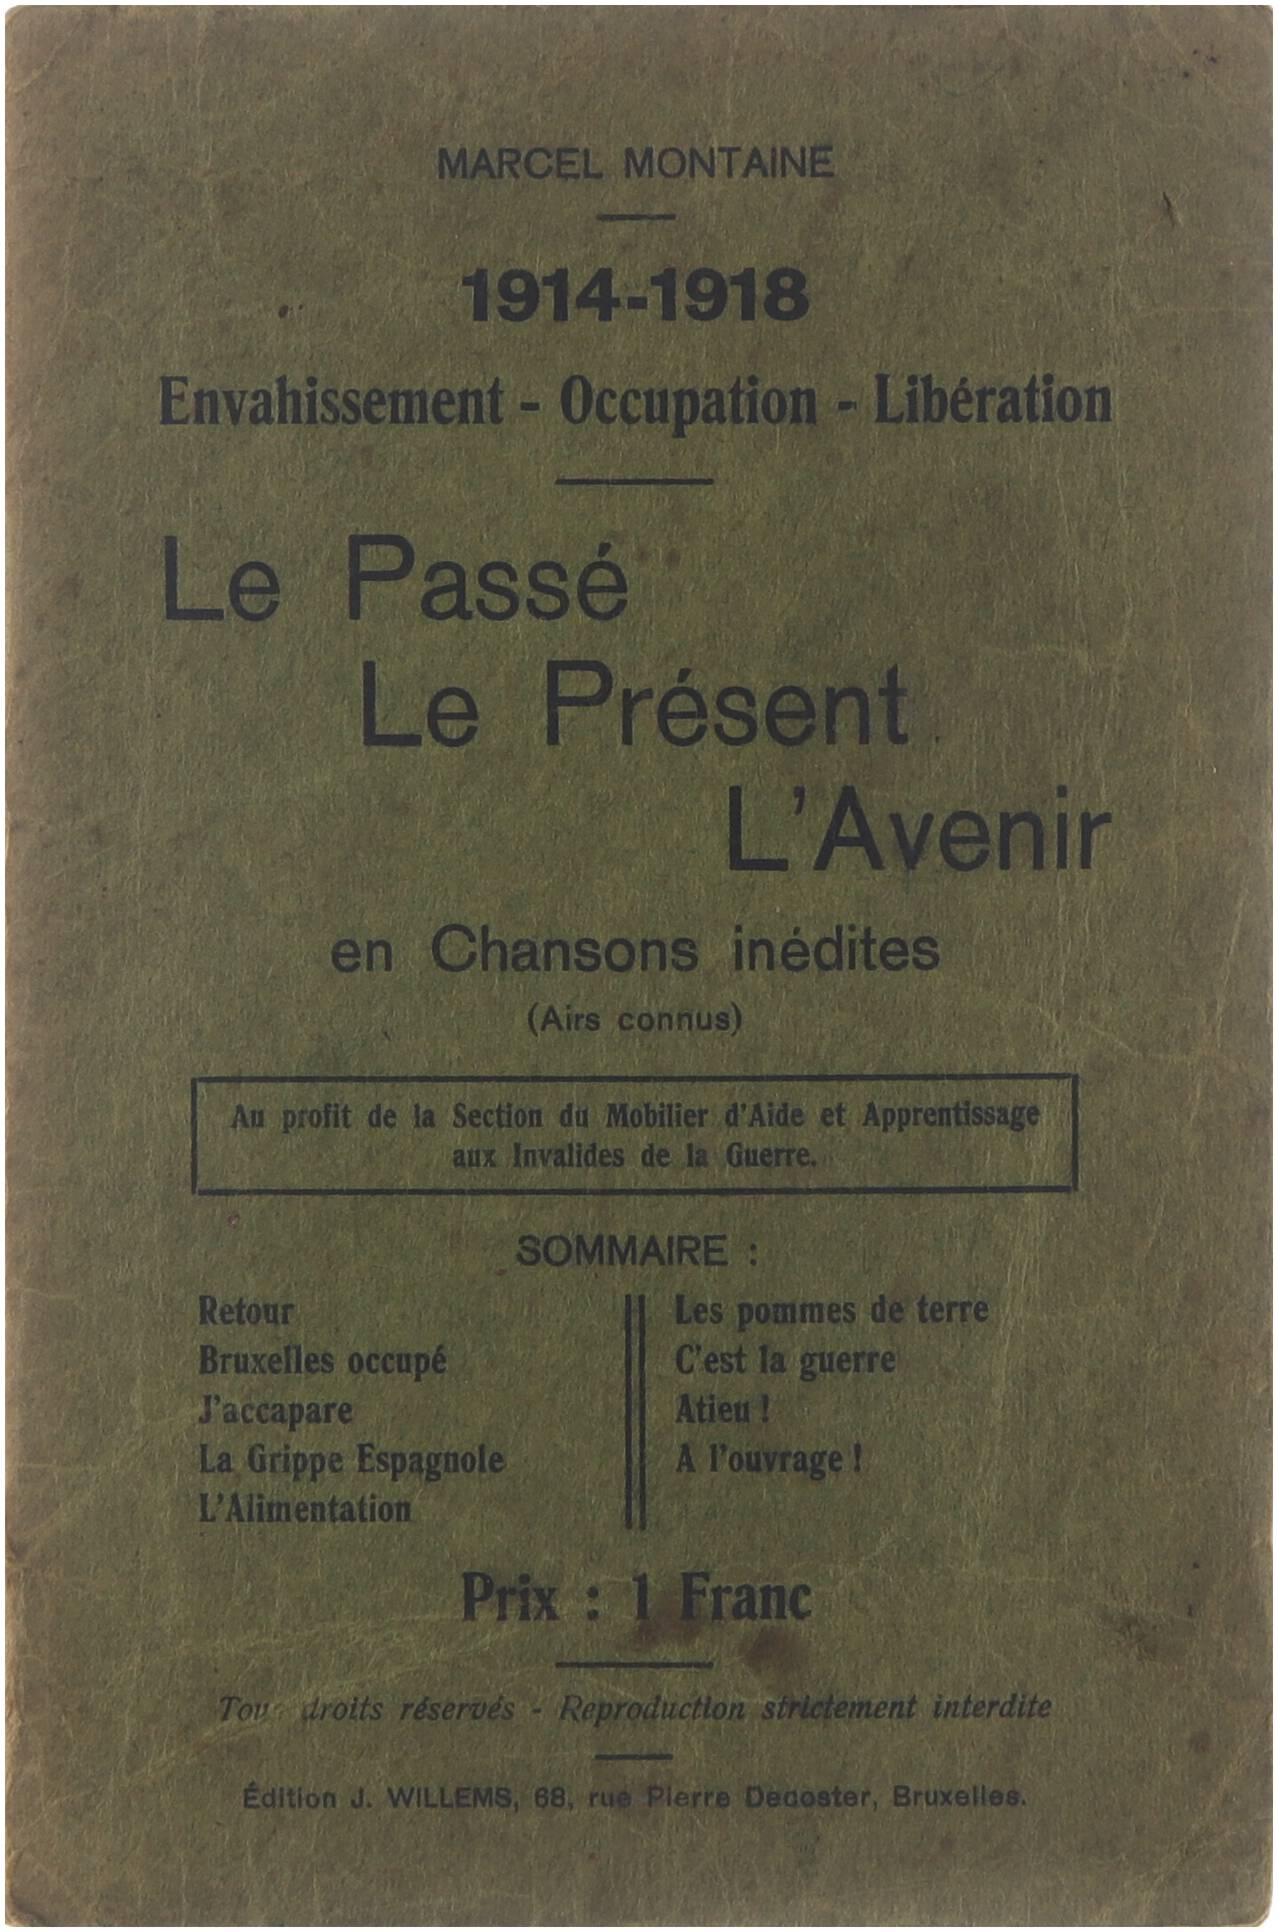 MARCEL MONTAINE
1914-1918
Envahissement - Occupation - Libération
Le Passé
Le Présent
L'Avenir
en Chansons inédites
(Airs connus)
Au profit de la Section du Mobilier d'Aide et Apprentissage
aux Invalides de la Guerre.
SOMMAIRE :
Retour
Bruxelles occupé
J'accapare
La Grippe Espagnole
L'Alimentation
Les pommes de terre
C'est la guerre
Atieu !
A l'ouvrage !
Prix : 1 Franc
Tous droits réservés - Reproduction strictement interdite
Édition J. WILLEMS, 68, rue Pierre Decoster, Bruxelles.